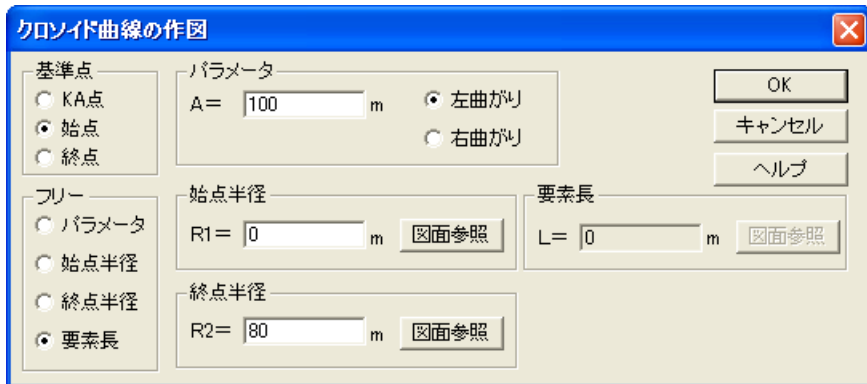 クロソイド曲線の作図
基準点
KA点
始点
終点
パラメータ
A= 100 m
左曲がり
右曲がり
OK
キャンセル
ヘルプ
フリー
パラメータ
始点半径
終点半径
要素長
始点半径
R1= 0 m 図面参照
要素長
L= 0 m 図面参照
終点半径
R2= 80 m 図面参照